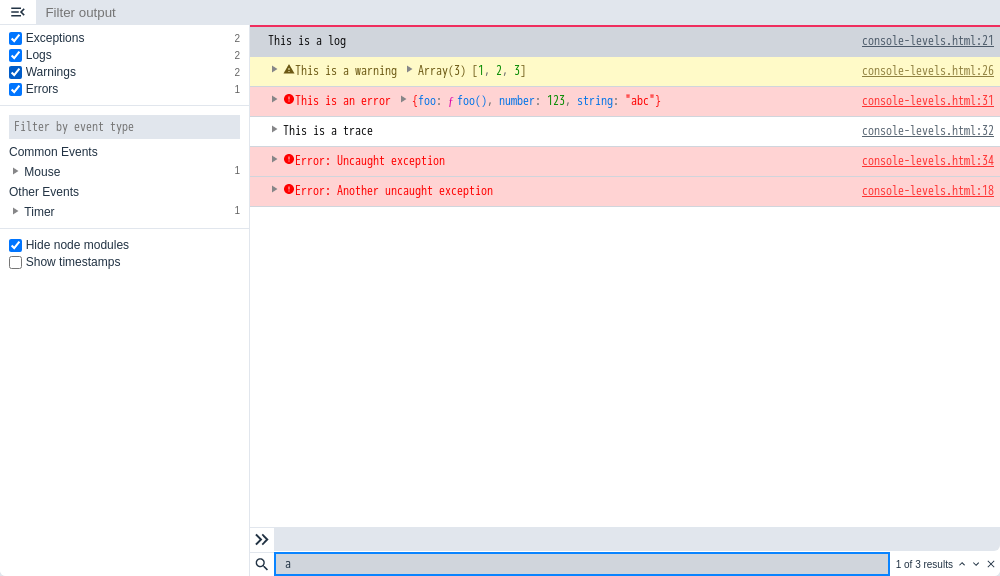 Filter output
Exceptions 2
Logs 2
Warnings 2
Errors 1
Filter by event type
Common Events
Mouse 1
Other Events
Timer 1
Hide node modules
Show timestamps
This is a log console-levels.html:21
This is a warning Array(3) [1, 2, 3] console-levels.html:26
This is an error {foo: ƒ foo(), number: 123, string: "abc"} console-levels.html:31
This is a trace console-levels.html:32
Error: Uncaught exception console-levels.html:34
Error: Another uncaught exception console-levels.html:18
a 1 of 3 results